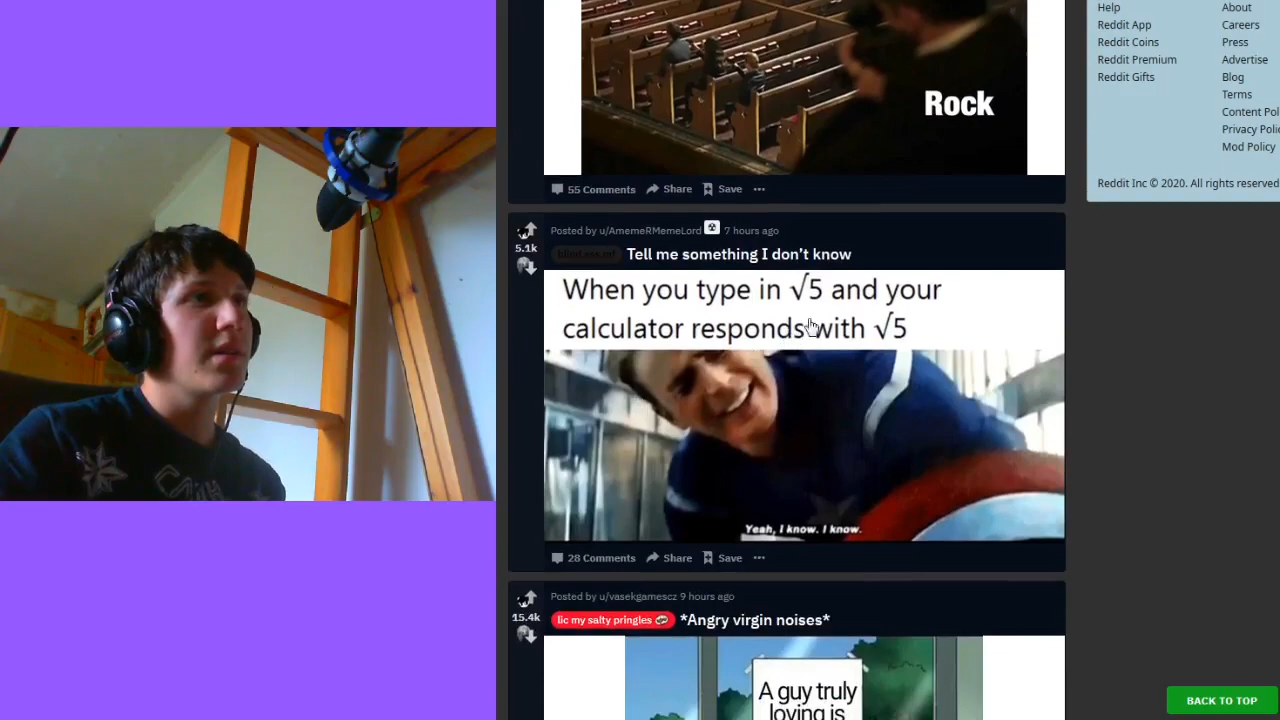 Help
About
Reddit App
Careers
Reddit Coins
Press
Reddit Premium
Advertise
Reddit Gifts
Blog
Terms
Content Pol
Privacy Poli
Mod Policy
Reddit Inc © 2020. All rights reserved
Rock
55 Comments Share Save
5.1k
Posted by u/AmemeRMemeLord 7 hours ago
Tell me something I don't know
When you type in √5 and your
calculator responds with √5
Yeah, I know. I know.
28 Comments Share Save
15.4k
Posted by u/vasekgamescz 9 hours ago
lic my salty pringles *Angry virgin noises*
A guy truly
loving is
BACK TO TOP